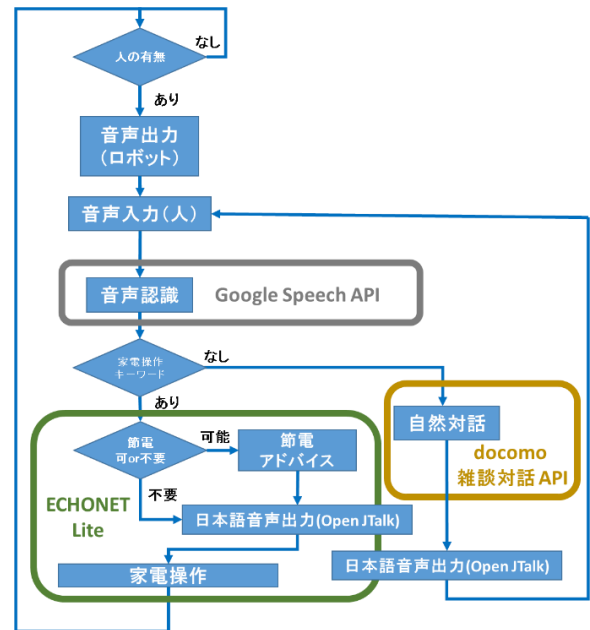 人の有無
なし
あり
音声出力
(ロボット)
音声入力(人)
音声認識
Google Speech API
家電操作
キーワード
なし
あり
節電
可or不要
可能
節電
アドバイス
不要
自然対話
docomo
雑談対話 API
ECHONET
Lite
日本語音声出力(Open JTalk)
家電操作
日本語音声出力(Open JTalk)